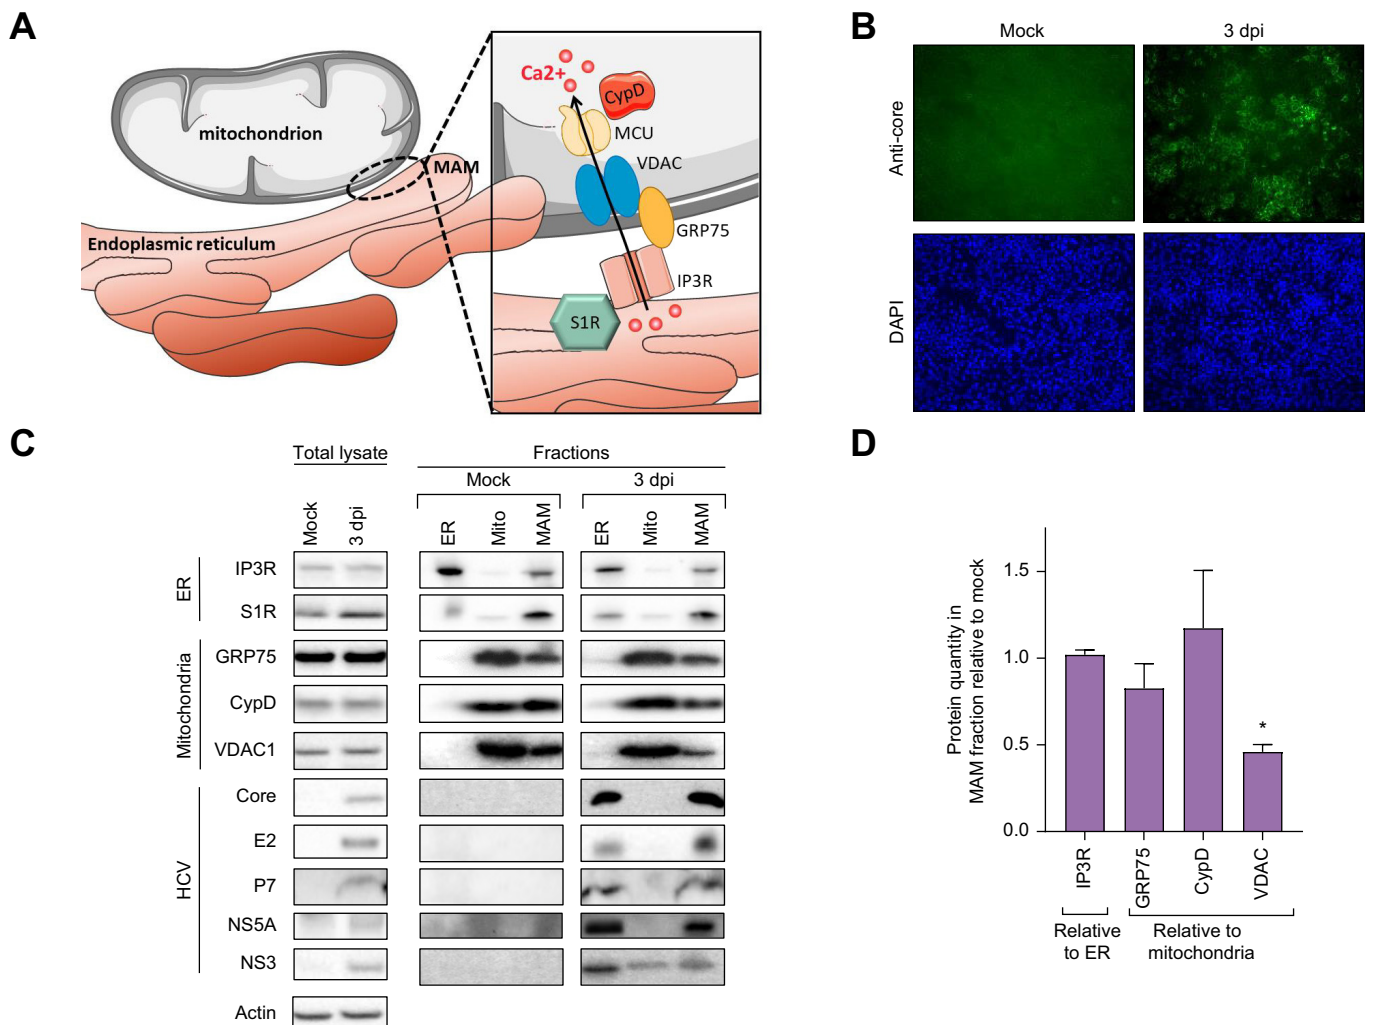 A
mitochondrion
MAM
Endoplasmic reticulum
Ca2+
CypD
MCU
VDAC
GRP75
IP3R
S1R
B
Mock
3 dpi
Anti-core
DAPI
C
Total lysate
Fractions
Mock
3 dpi
Mock
3 dpi
ER
Mito
MAM
ER
Mito
MAM
ER
IP3R
S1R
Mitochondria
GRP75
CypD
VDAC1
HCV
Core
E2
P7
NS5A
NS3
Actin
D
Protein quantity in
MAM fraction relative to mock
1.5
1.0
0.5
0.0
*
IP3R
GRP75
CypD
VDAC
Relative
to ER
Relative to
mitochondria